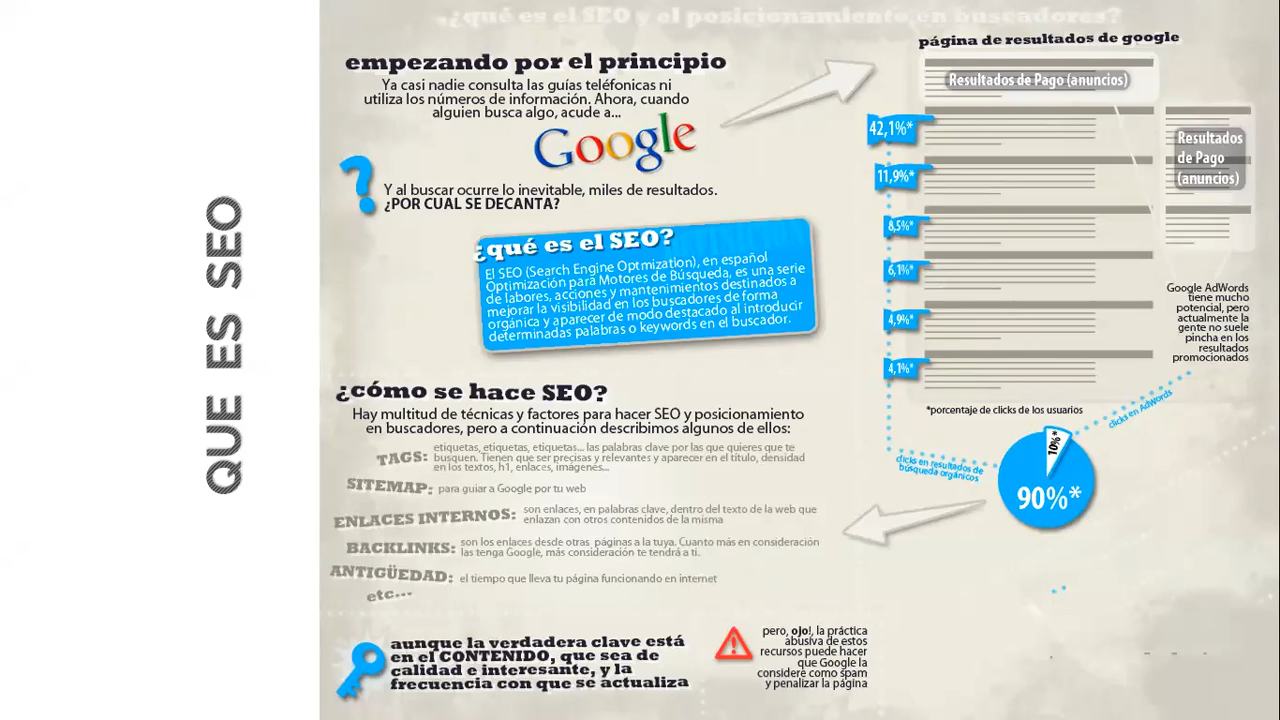 QUE ES SEO
¿qué es el SEO y el posicionamiento en buscadores?
empezando por el principio
Ya casi nadie consulta las guías teléfonicas ni
utiliza los números de información. Ahora, cuando
alguien busca algo, acude a...
Google
?
Y al buscar ocurre lo inevitable, miles de resultados.
¿POR CUAL SE DECANTA?
¿qué es el SEO?
El SEO (Search Engine Optmization), en español
Optimización para Motores de Búsqueda, es una serie
de labores, acciones y mantenimientos destinados a
mejorar la visibilidad en los buscadores de forma
orgánica y aparecer de modo destacado al introducir
determinadas palabras o keywords en el buscador.
¿cómo se hace SEO?
Hay multitud de técnicas y factores para hacer SEO y posicionamiento
en buscadores, pero a continuación describimos algunos de ellos:
TAGS: etiquetas, etiquetas, etiquetas... las palabras clave por las que quieres que te
busquen. Tienen que ser precisas y relevantes y aparecer en el título, densidad
en los textos, h1, enlaces, imágenes...
SITEMAP: para guiar a Google por tu web
ENLACES INTERNOS: son enlaces, en palabras clave, dentro del texto de la web que
enlazan con otros contenidos de la misma
BACKLINKS: son los enlaces desde otras páginas a la tuya. Cuanto más en consideración
las tenga Google, más consideración te tendrá a ti.
ANTIGÜEDAD: el tiempo que lleva tu página funcionando en internet
etc...
aunque la verdadera clave está
en el CONTENIDO, que sea de
calidad e interesante, y la
frecuencia con que se actualiza
pero, ojo!, la práctica
abusiva de estos
recursos puede hacer
que Google la
considere como spam
y penalizar la página
página de resultados de google
Resultados de Pago (anuncios)
42,1%*
11,9%*
8,5%*
6,1%*
4,9%*
4,1%*
Resultados
de Pago
(anuncios)
Google AdWords
tiene mucho
potencial, pero
actualmente la
gente no suele
pincha en los
resultados
promocionados
*porcentaje de clicks de los usuarios
clicks en AdWords
clicks en resultados de
búsqueda orgánicos
10%*
90%*